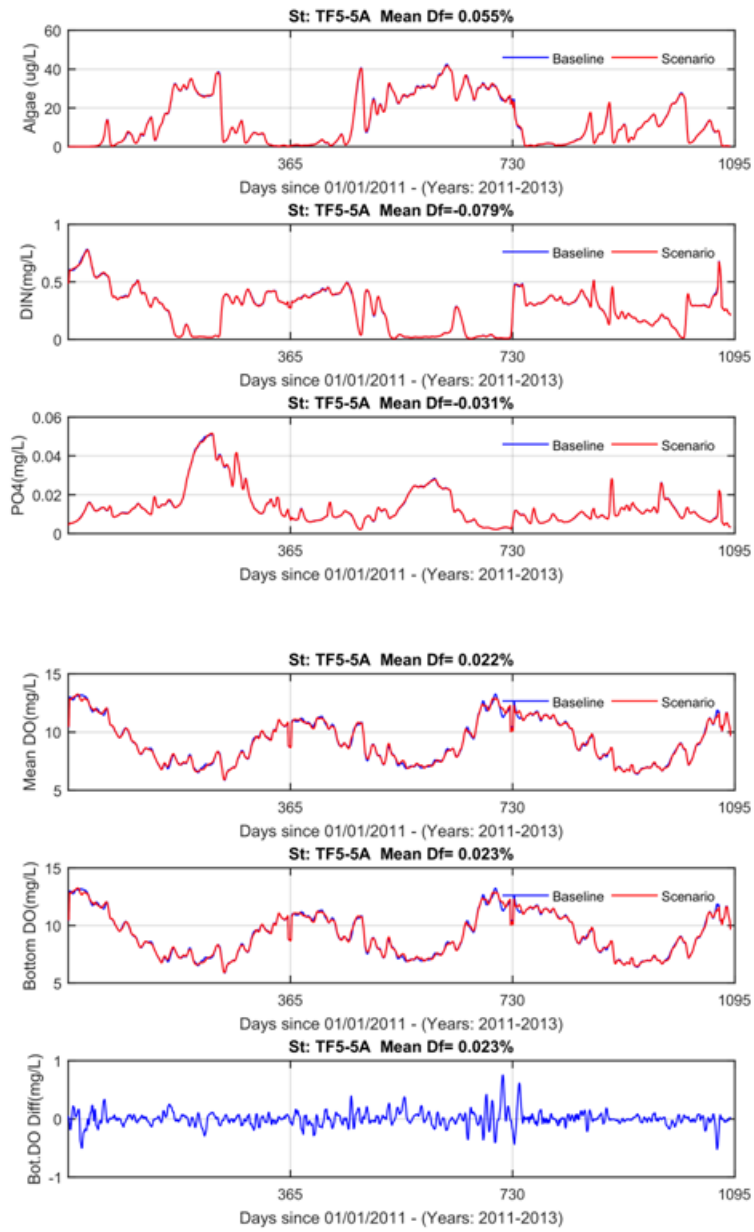 St: TF5-5A Mean Df= 0.055%
60
40
20
0
Algae (ug/L)
Baseline
Scenario
365
730
1095
Days since 01/01/2011 - (Years: 2011-2013)
St: TF5-5A Mean Df=-0.079%
1
0.5
0
DIN(mg/L)
Baseline
Scenario
365
730
1095
Days since 01/01/2011 - (Years: 2011-2013)
St: TF5-5A Mean Df=-0.031%
0.06
0.04
0.02
0
PO4(mg/L)
Baseline
Scenario
365
730
1095
Days since 01/01/2011 - (Years: 2011-2013)
St: TF5-5A Mean Df= 0.022%
15
10
5
Mean DO(mg/L)
Baseline
Scenario
365
730
1095
Days since 01/01/2011 - (Years: 2011-2013)
St: TF5-5A Mean Df= 0.023%
15
10
5
Bottom DO(mg/L)
Baseline
Scenario
365
730
1095
Days since 01/01/2011 - (Years: 2011-2013)
St: TF5-5A Mean Df= 0.023%
1
0
-1
Bot.DO Diff(mg/L)
365
730
1095
Days since 01/01/2011 - (Years: 2011-2013)